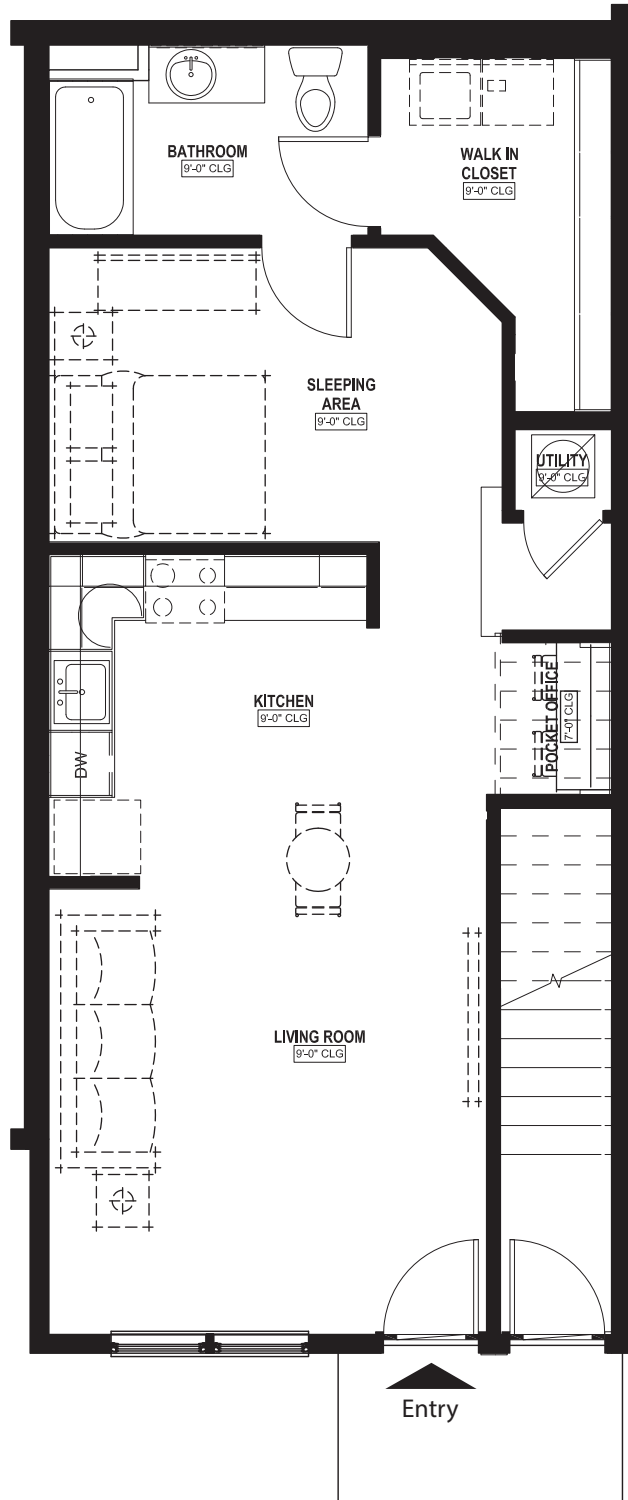 BATHROOM
9'-0" CLG
WALK IN
CLOSET
9'-0" CLG
SLEEPING
AREA
9'-0" CLG
UTILITY
9'-0" CLG
KITCHEN
9'-0" CLG
POCKET OFFICE
7'-0" CLG
DW
LIVING ROOM
9'-0" CLG
Entry